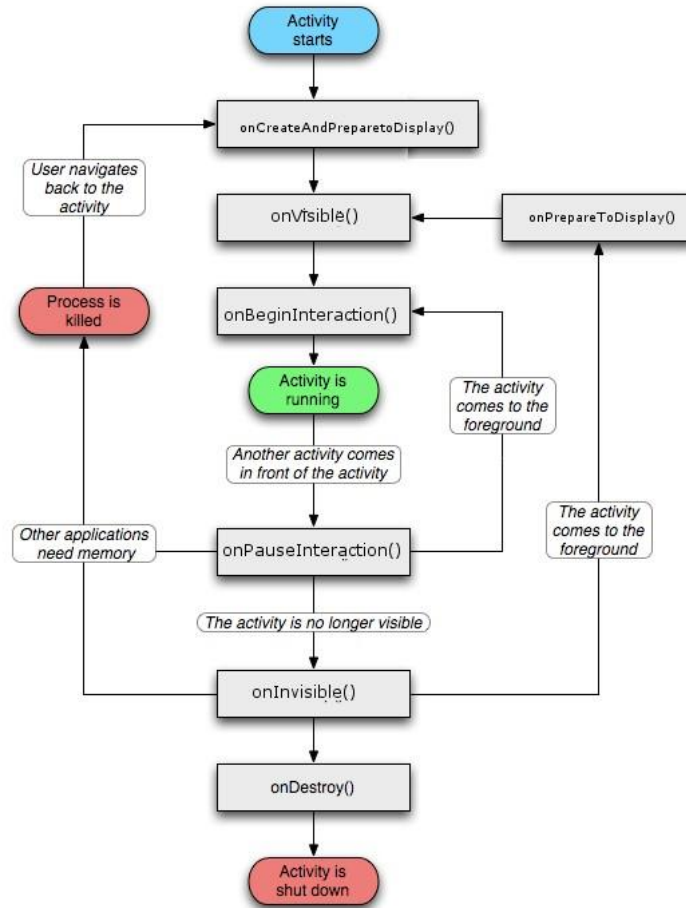 Activity
starts
onCreateAndPreparetoDisplay()
User navigates
back to the
activity
onVisible()
onPrepareToDisplay()
Process is
killed
onBeginInteraction()
Activity is
running
The activity
comes to the
foreground
Another activity comes
in front of the activity
The activity
comes to the
foreground
Other applications
need memory
onPauseInteraction()
The activity is no longer visible
onInvisible()
onDestroy()
Activity is
shut down